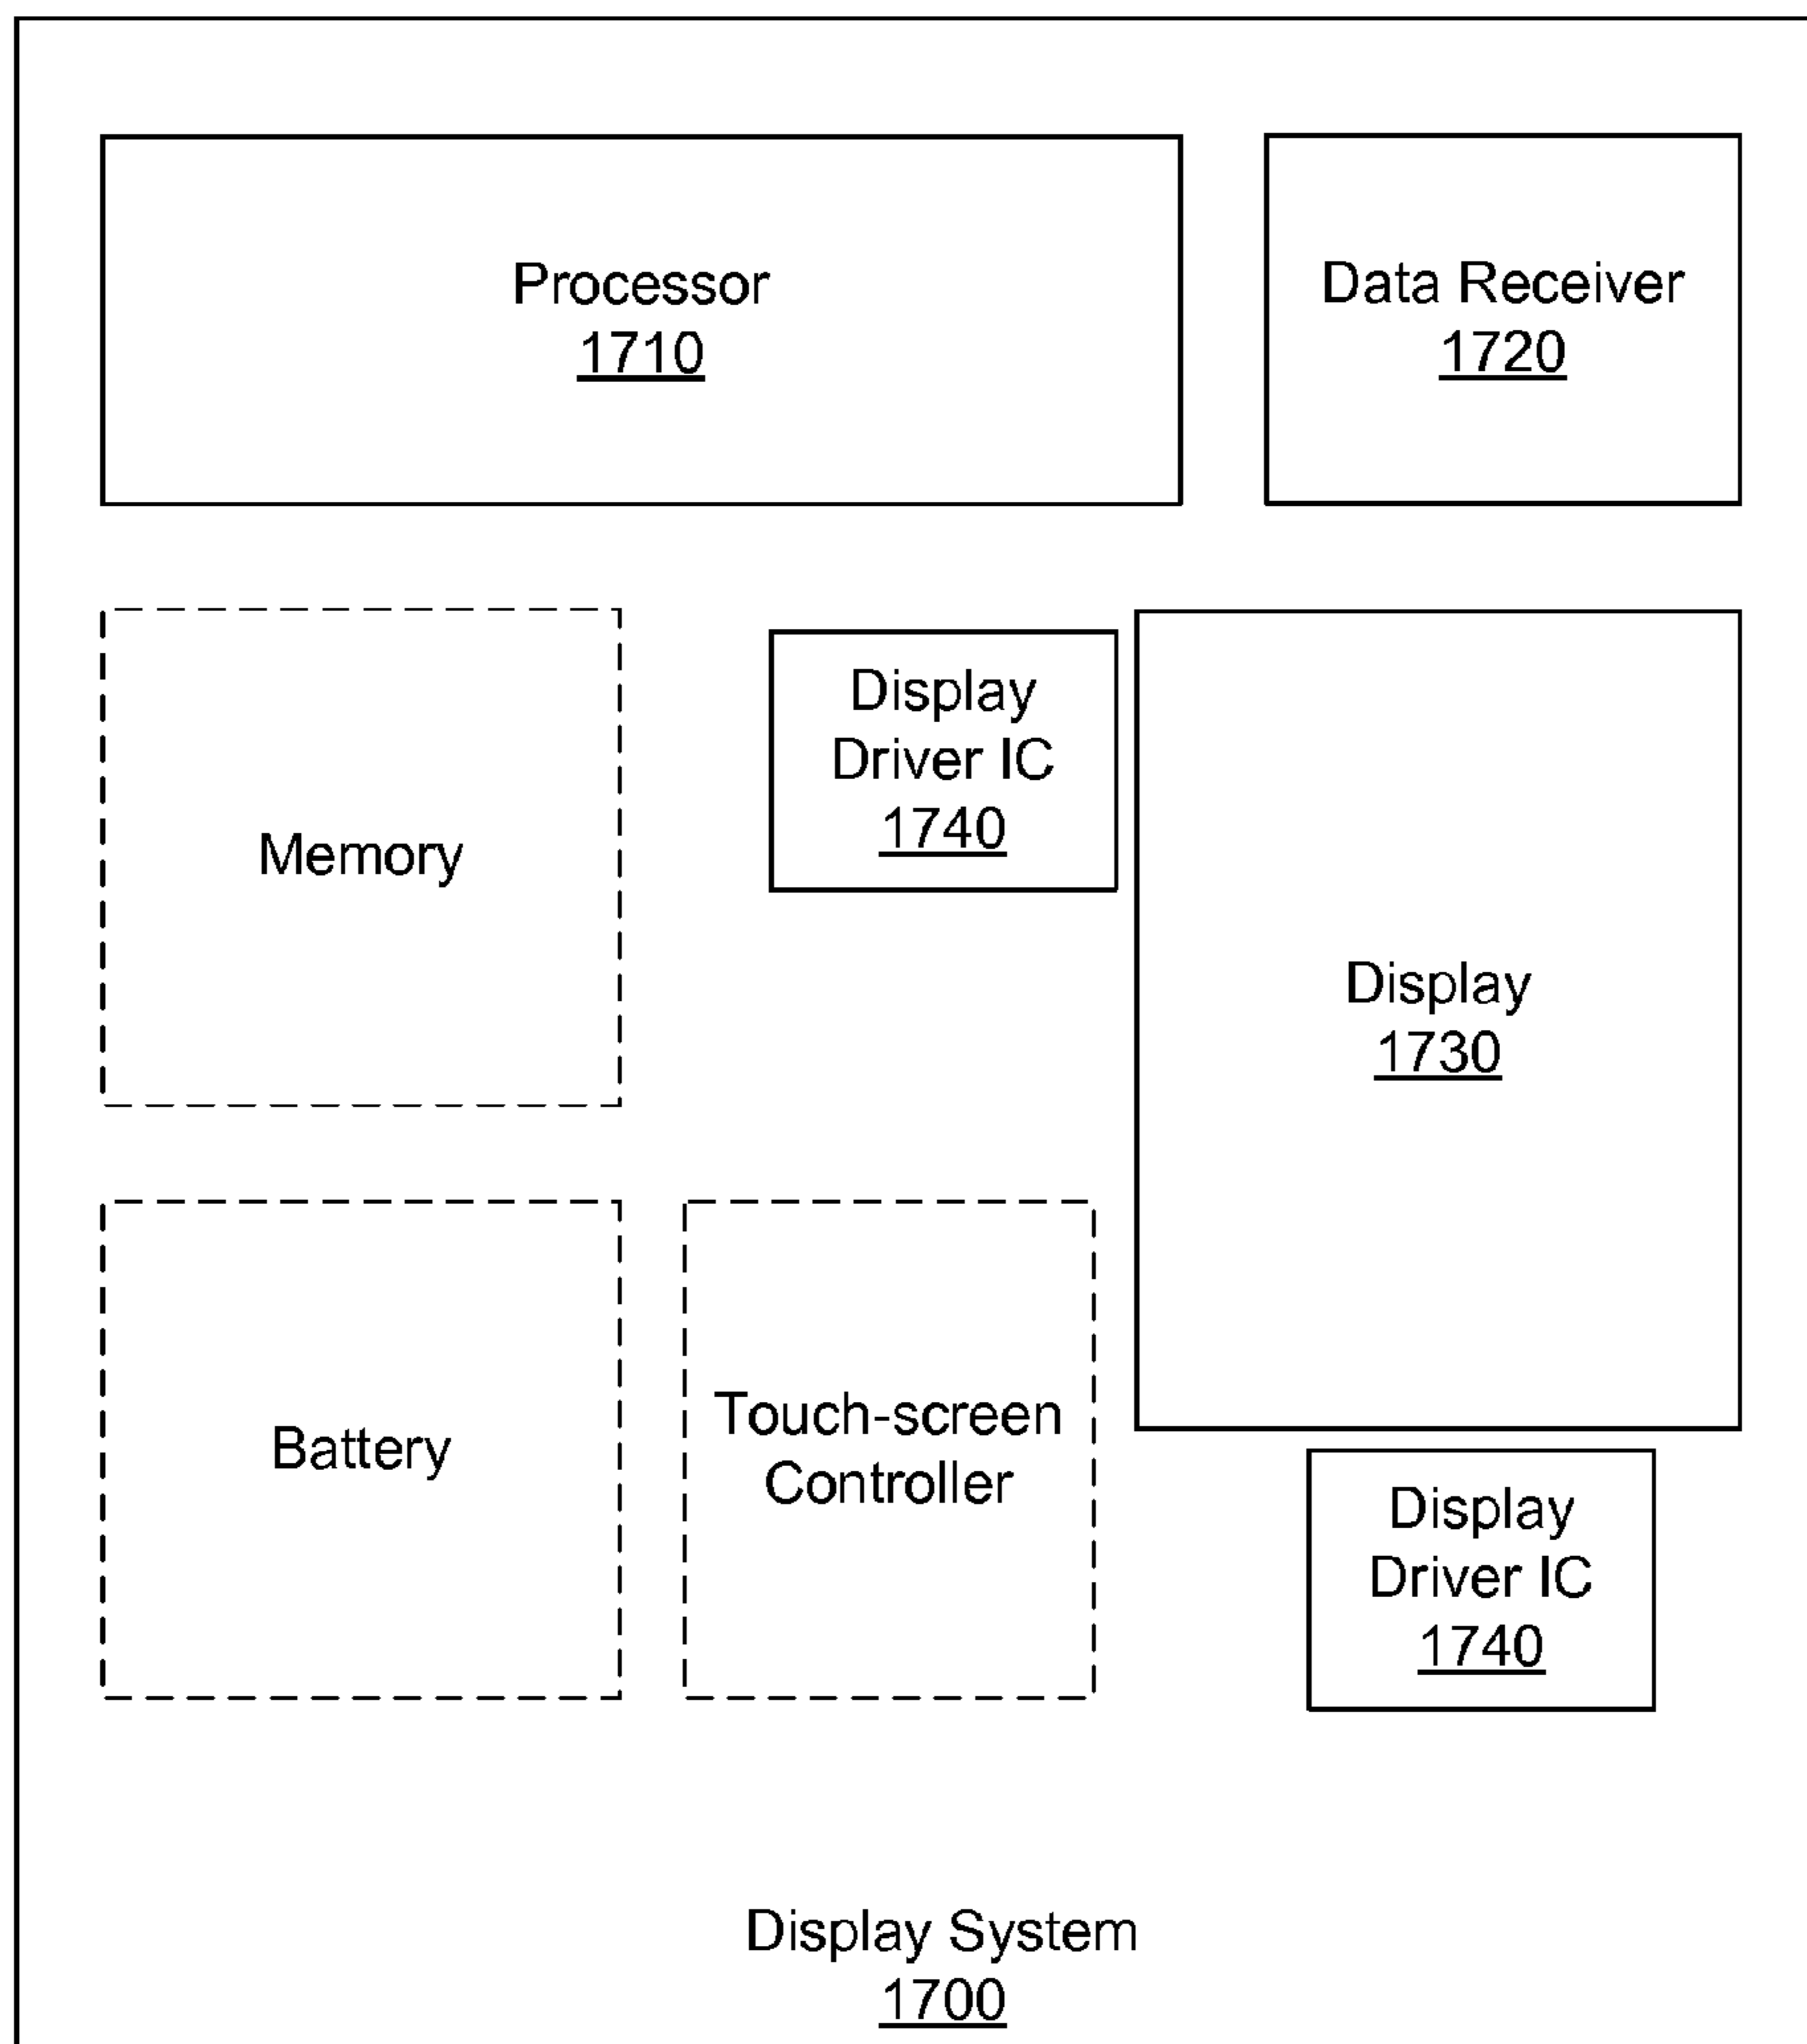 Processor
1710
Data Receiver
1720
Memory
Display
Driver IC
1740
Display
1730
Battery
Touch-screen
Controller
Display
Driver IC
1740
Display System
1700